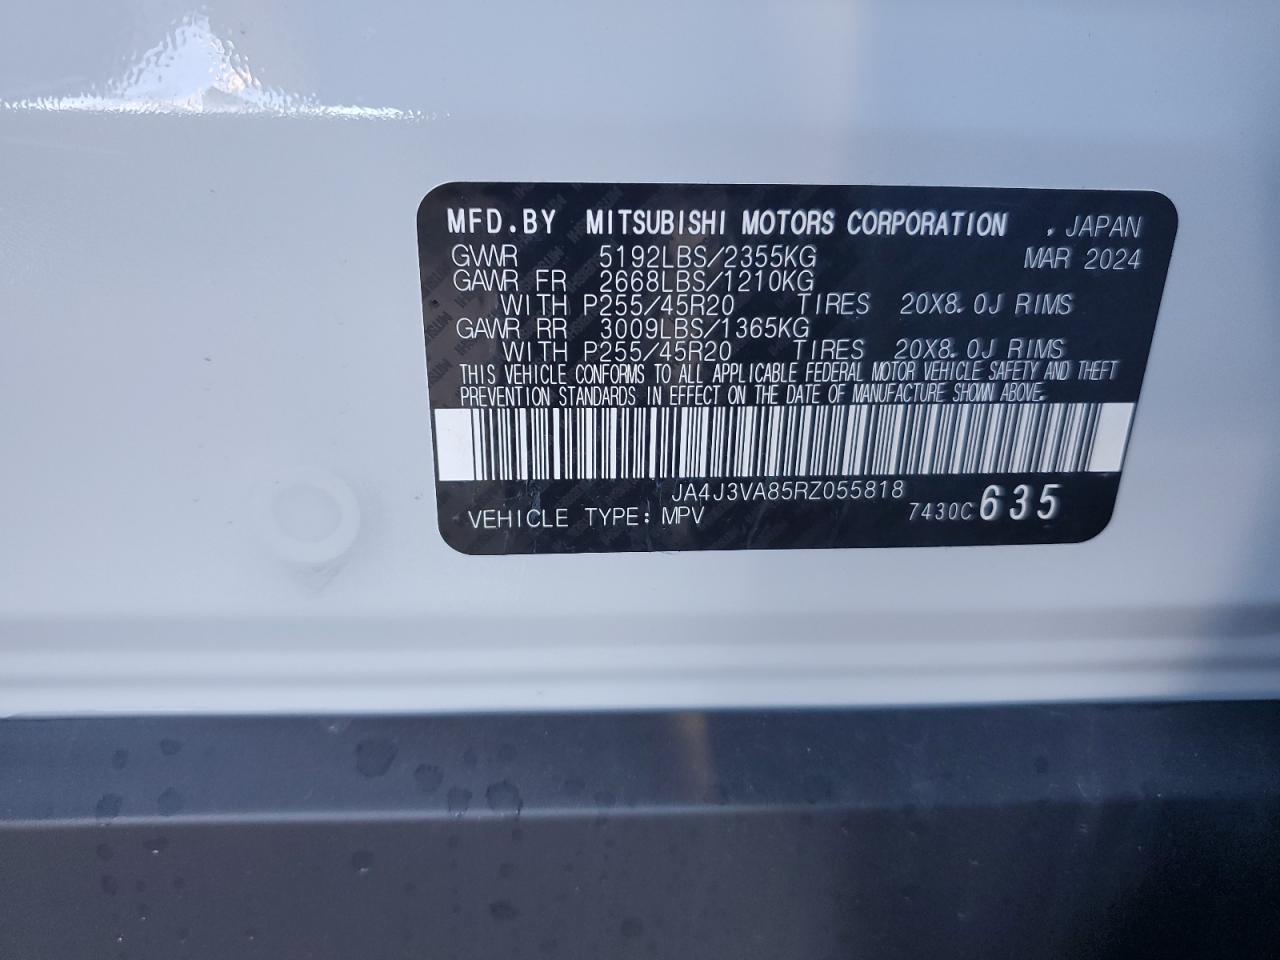 MFD.BY MITSUBISHI MOTORS CORPORATION , JAPAN
GVWR 5192LBS/2355KG MAR 2024
GAWR FR 2668LBS/1210KG
WITH P255/45R20 TIRES 20X8.0J RIMS
GAWR RR 3009LBS/1365KG
WITH P255/45R20 TIRES 20X8.0J RIMS
THIS VEHICLE CONFORMS TO ALL APPLICABLE FEDERAL MOTOR VEHICLE SAFETY AND THEFT
PREVENTION STANDARDS IN EFFECT ON THE DATE OF MANUFACTURE SHOWN ABOVE.
JA4J3VA85RZ055818
VEHICLE TYPE: MPV 7430C 635